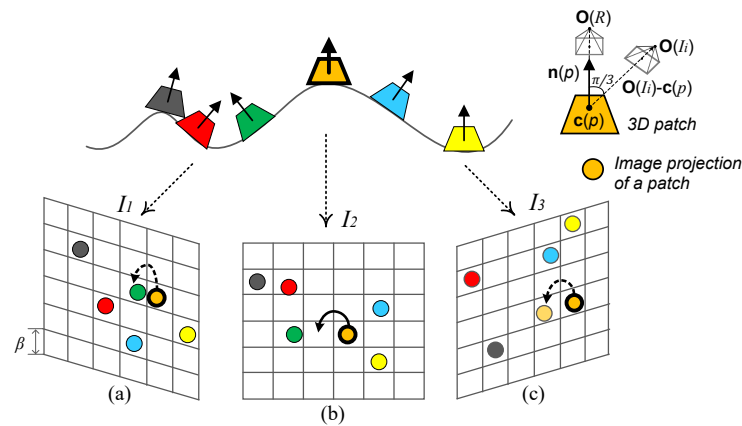 O(R)
O(Ii)
n(p)
π/3
O(Ii)-c(p)
c(p)
3D patch
Image projection
of a patch
I1
I2
I3
β
(a)
(b)
(c)